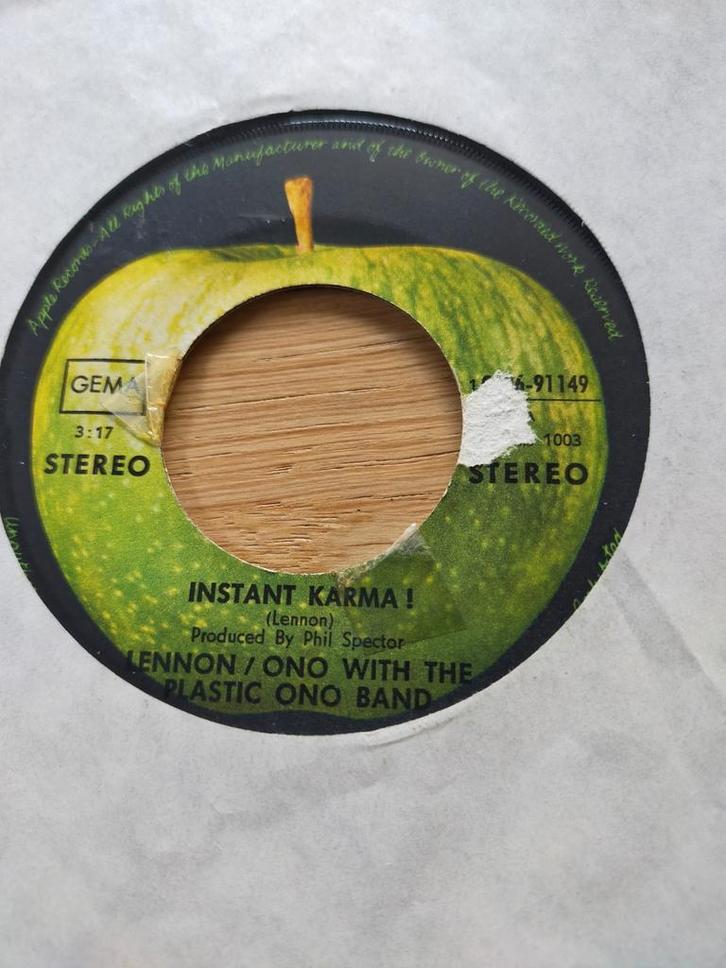 Apple Records-All Rights of the Manufacturer and of the Owner of the Recorded Work Reserved
GEMA
3:17
STEREO
-91149
1003
STEREO
INSTANT KARMA!
(Lennon)
Produced By Phil Spector
LENNON / ONO WITH THE
PLASTIC ONO BAND